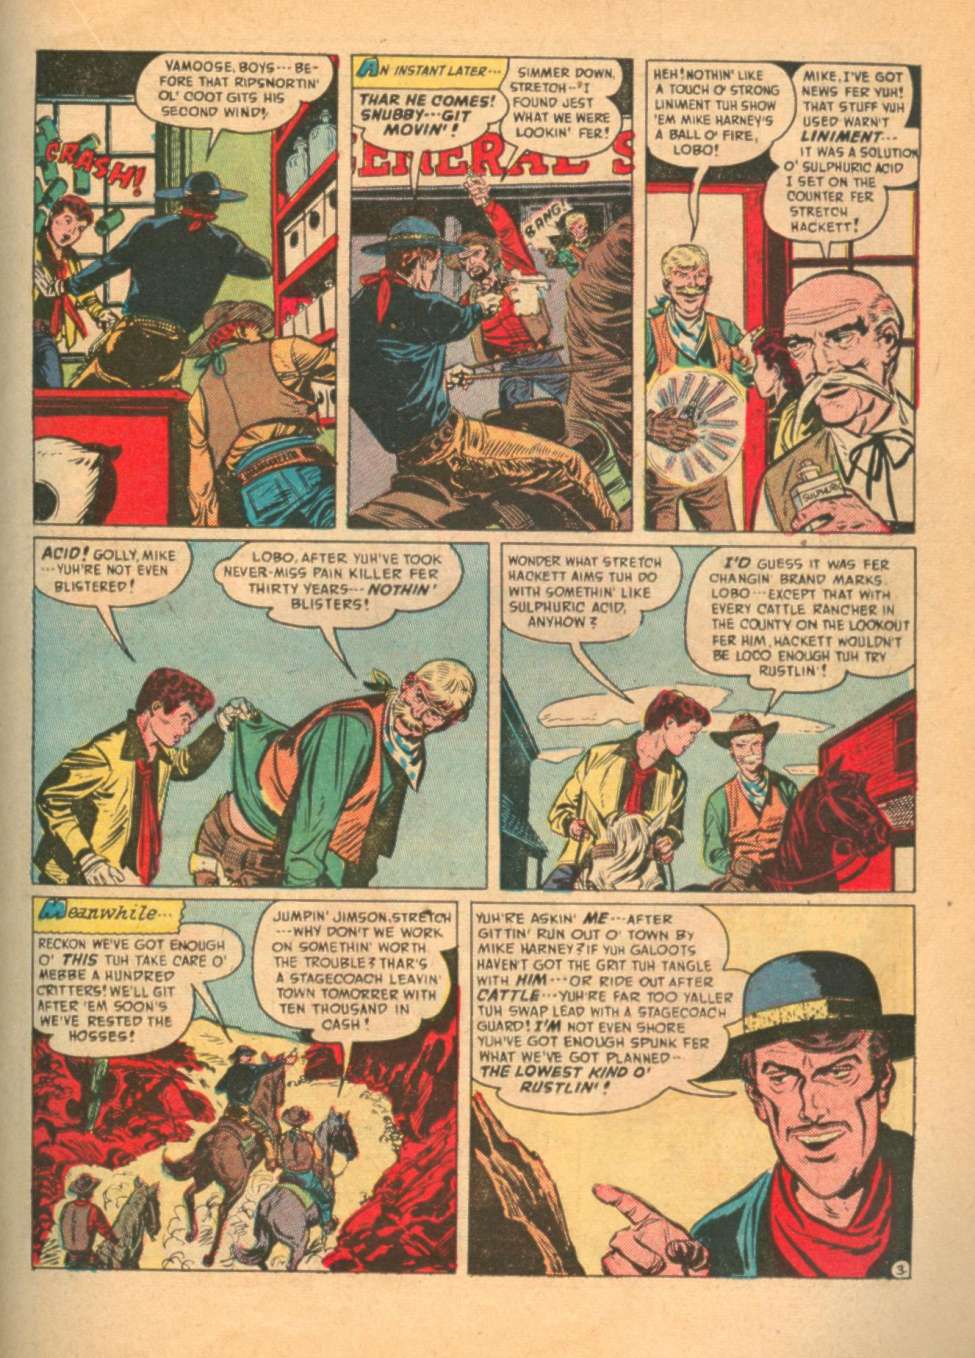 VAMOOSE, BOYS---BE-
FORE THAT RIPSNORTIN'
OL' COOT GITS HIS
SECOND WIND!
CRASH!
AN INSTANT LATER---
THAR HE COMES!
SNUBBY---GIT
MOVIN'!
SIMMER DOWN,
STRETCH--I
FOUND JEST
WHAT WE WERE
LOOKIN' FER!
GENERAL S
BANG!
HEH! NOTHIN' LIKE
A TOUCH O' STRONG
LINIMENT TUH SHOW
'EM MIKE HARNEY'S
A BALL O' FIRE,
LOBO!
MIKE, I'VE GOT
NEWS FER YUH!
THAT STUFF YUH
USED WARN'T
LINIMENT---
IT WAS A SOLUTION
O' SULPHURIC ACID
I SET ON THE
COUNTER FER
STRETCH
HACKETT!
SULPHURIC
ACID! GOLLY, MIKE
---YUH'RE NOT EVEN
BLISTERED!
LOBO, AFTER YUH'VE TOOK
NEVER-MISS PAIN KILLER FER
THIRTY YEARS---NOTHIN'
BLISTERS!
WONDER WHAT STRETCH
HACKETT AIMS TUH DO
WITH SOMETHIN' LIKE
SULPHURIC ACID,
ANYHOW?
I'D GUESS IT WAS FER
CHANGIN' BRAND MARKS,
LOBO---EXCEPT THAT WITH
EVERY CATTLE RANCHER IN
THE COUNTY ON THE LOOKOUT
FER HIM, HACKETT WOULDN'T
BE LOCO ENOUGH TUH TRY
RUSTLIN'!
Meanwhile---
RECKON WE'VE GOT ENOUGH
O' THIS TUH TAKE CARE O'
MEBBE A HUNDRED
CRITTERS! WE'LL GIT
AFTER 'EM SOON'S
WE'VE RESTED THE
HOSSES!
JUMPIN' JIMSON, STRETCH
---WHY DON'T WE WORK
ON SOMETHIN' WORTH
THE TROUBLE? THAR'S
A STAGECOACH LEAVIN'
TOWN TOMORRER WITH
TEN THOUSAND IN
CASH!
YUH'RE ASKIN' ME---AFTER
GITTIN' RUN OUT O' TOWN BY
MIKE HARNEY? IF YUH GALOOTS
HAVEN'T GOT THE GRIT TUH TANGLE
WITH HIM---OR RIDE OUT AFTER
CATTLE---YUH'RE FAR TOO YALLER
TUH SWAP LEAD WITH A STAGECOACH
GUARD! I'M NOT EVEN SHORE
YUH'VE GOT ENOUGH SPUNK FER
WHAT WE'VE GOT PLANNED--
THE LOWEST KIND O'
RUSTLIN'!
3